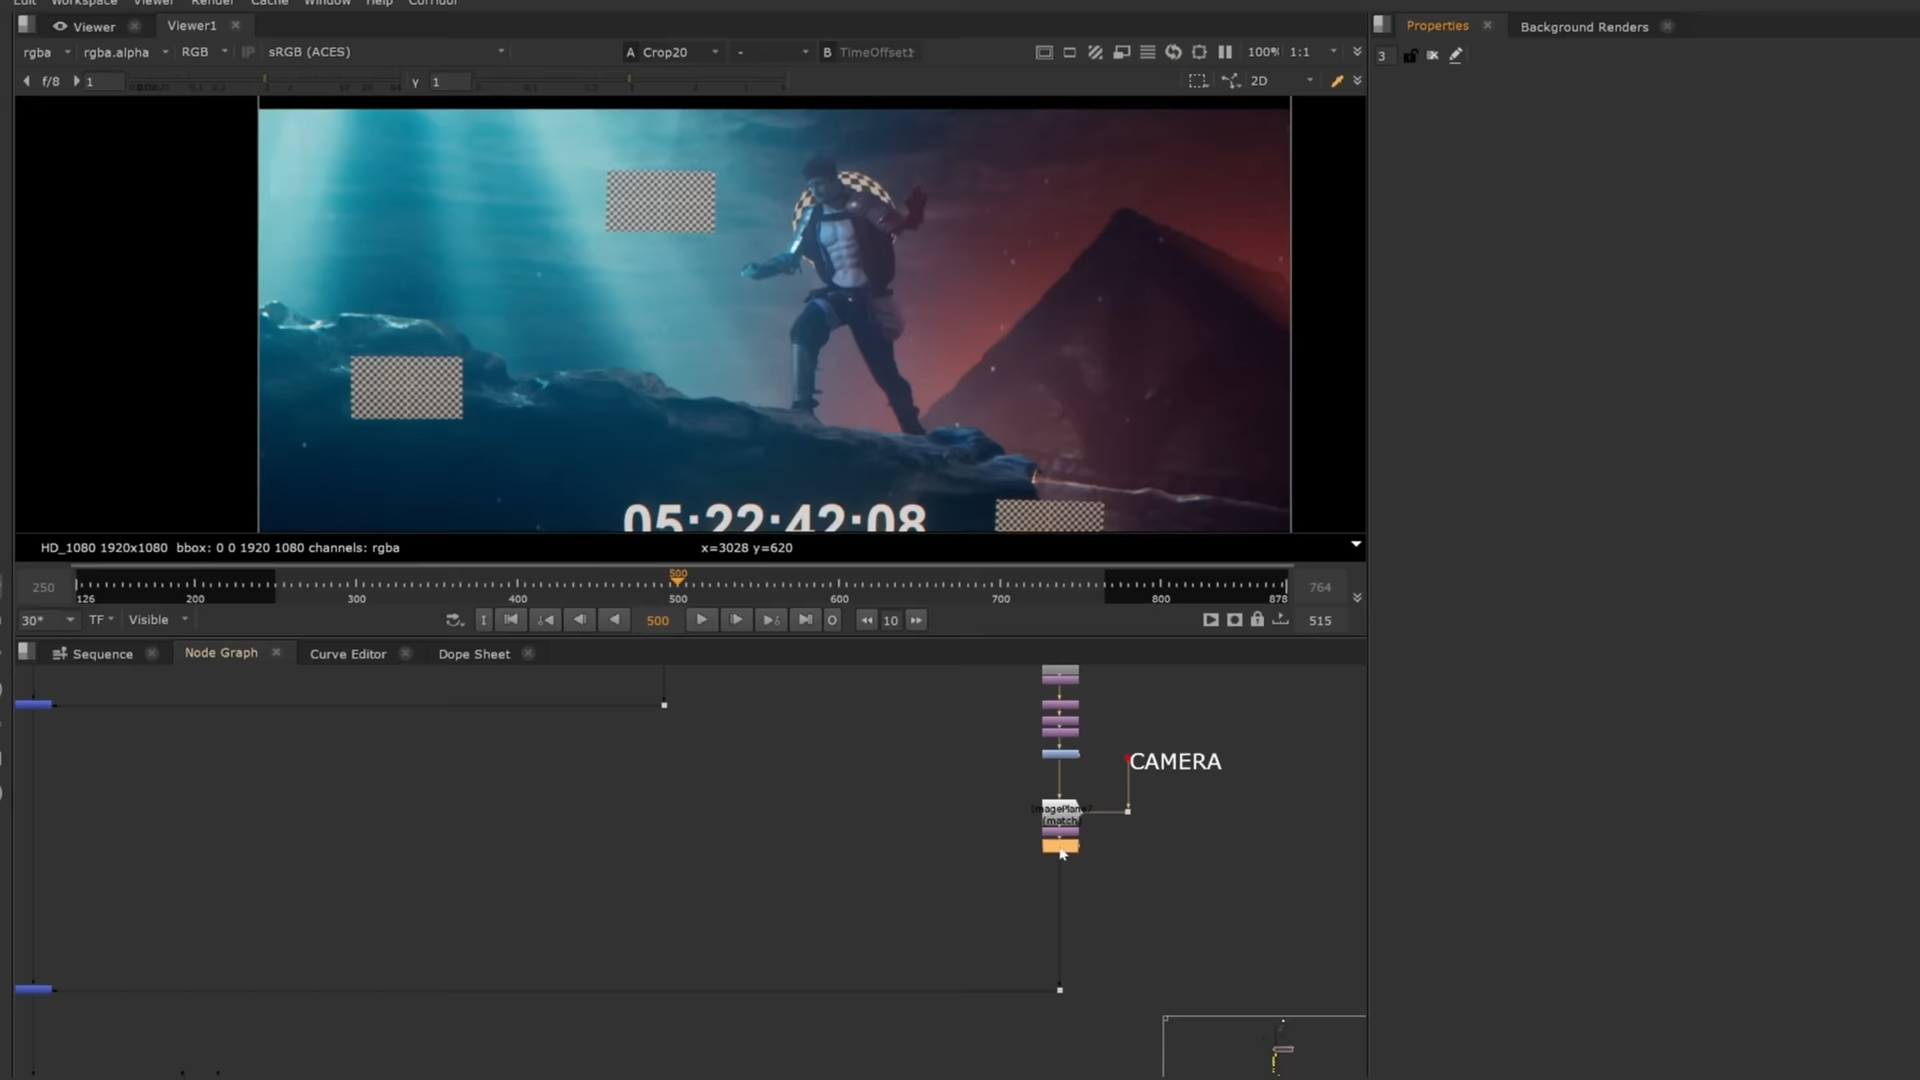 Edit Workspace Viewer Render Cache Window Help Corridor
Viewer Viewer1 Properties Background Renders
rgba rgba.alpha RGB IP sRGB (ACES) A Crop20 - B TimeOffset1 100% 1:1
3
f/8 1 y 1 2D
05:22:42:08
HD_1080 1920x1080 bbox: 0 0 1920 1080 channels: rgba x=3028 y=620
250 500 764
126 200 300 400 500 600 700 800 878
30* TF Visible I 500 O 10 515
Sequence Node Graph Curve Editor Dope Sheet
CAMERA
(match)